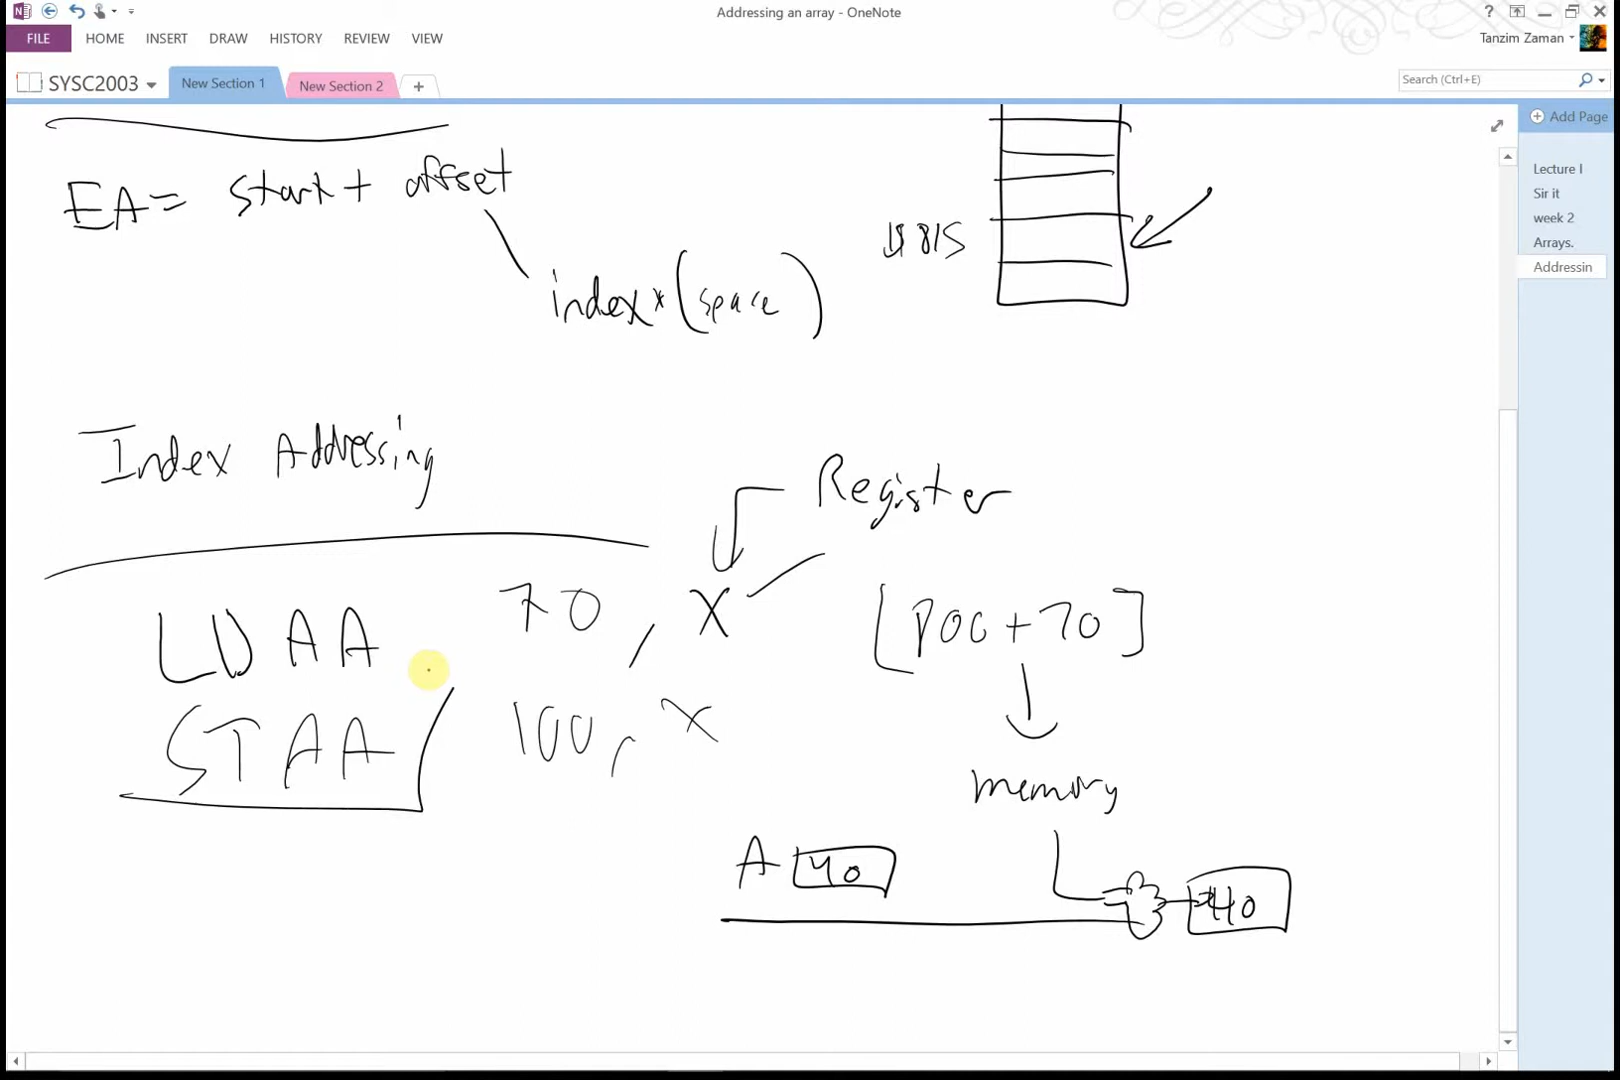 Addressing an array - OneNote
FILE HOME INSERT DRAW HISTORY REVIEW VIEW
Tanzim Zaman
SYSC2003 New Section 1 New Section 2 +
Search (Ctrl+E)
Add Page
Lecture I
Sir it
week 2
Arrays.
Addressin
EA = start + offset
index * (space)
Index Addressing
Register
LDAA 70, X [800 + 70]
STAA 100, X
memory
A 40
40